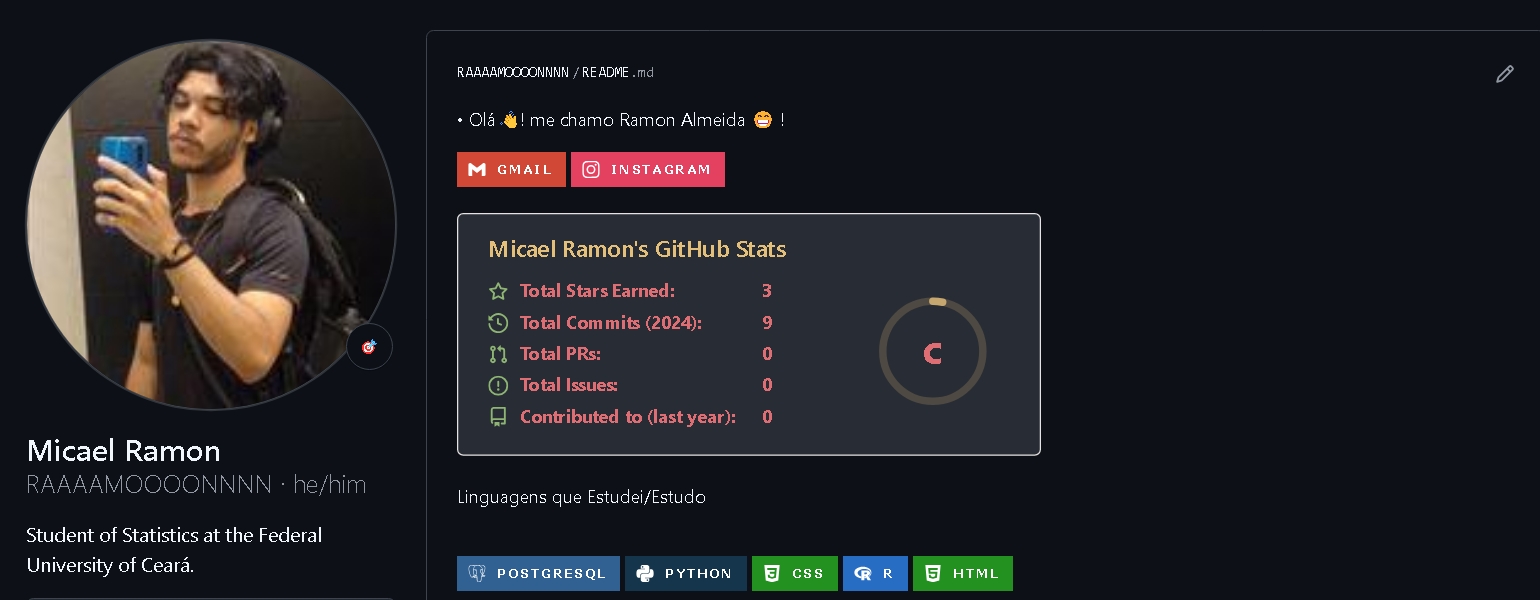 Micael Ramon
RAAAAMOOOONNNN · he/him
Student of Statistics at the Federal
University of Ceará.
RAAAAMOOOONNNN / README.md
• Olá 👋! me chamo Ramon Almeida 😁 !
GMAIL INSTAGRAM
Micael Ramon's GitHub Stats
Total Stars Earned: 3
Total Commits (2024): 9
Total PRs: 0
Total Issues: 0
Contributed to (last year): 0
C
Linguagens que Estudei/Estudo
POSTGRESQL PYTHON CSS R HTML